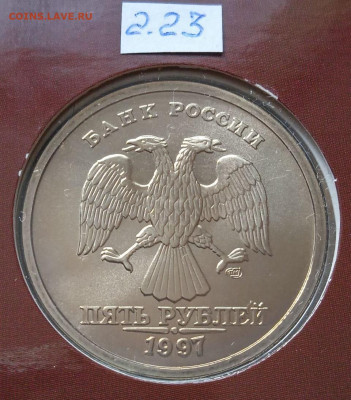 COINS.LAVE.RU
2.23
БАНК РОССИИ
ПЯТЬ РУБЛЕЙ
1997